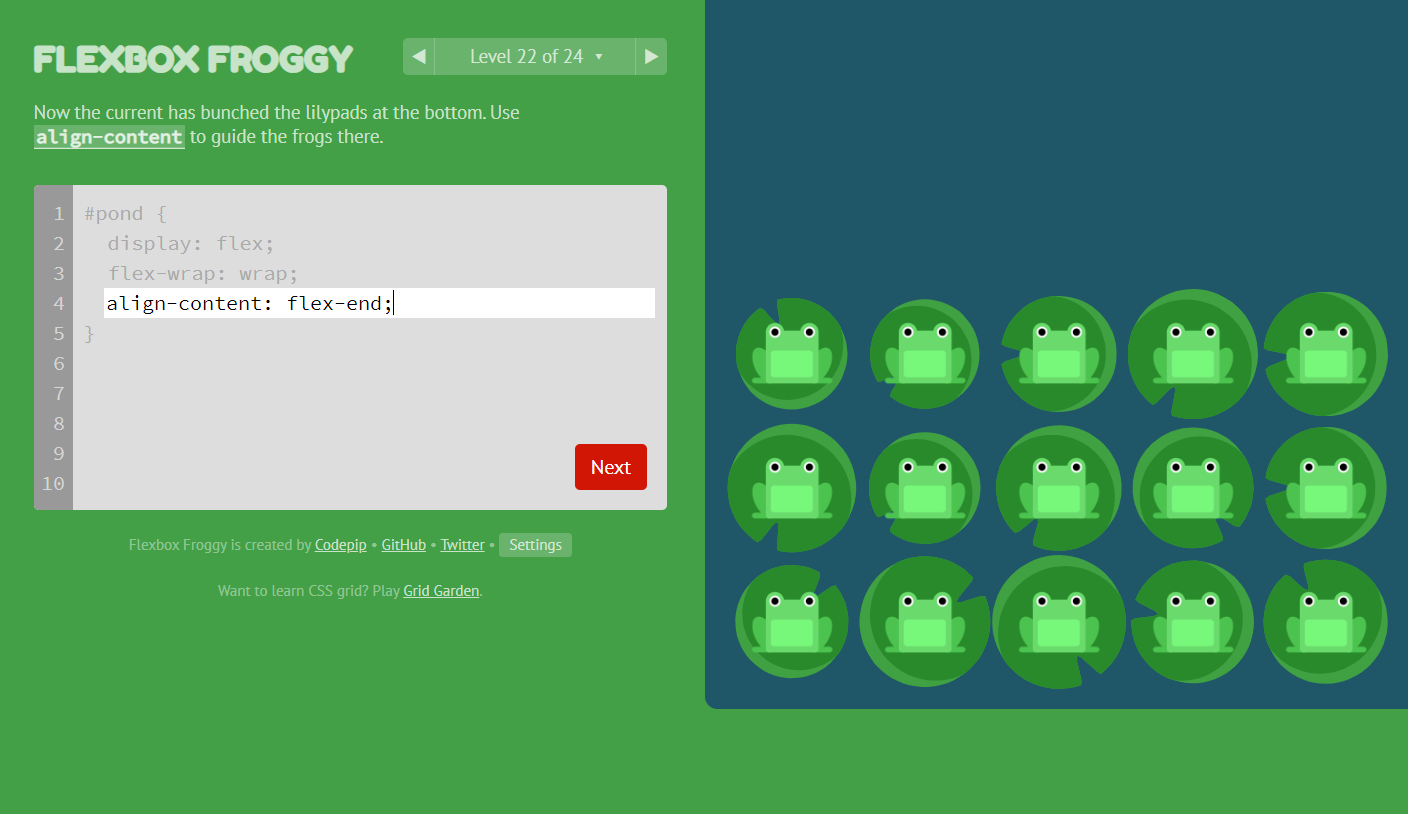 FLEXBOX FROGGY
◀ Level 22 of 24 ▼ ▶
Now the current has bunched the lilypads at the bottom. Use
align-content to guide the frogs there.
1 #pond {
2   display: flex;
3   flex-wrap: wrap;
4   align-content: flex-end;
5 }
6
7
8
9
10
Next
Flexbox Froggy is created by Codepip • GitHub • Twitter • Settings
Want to learn CSS grid? Play Grid Garden.